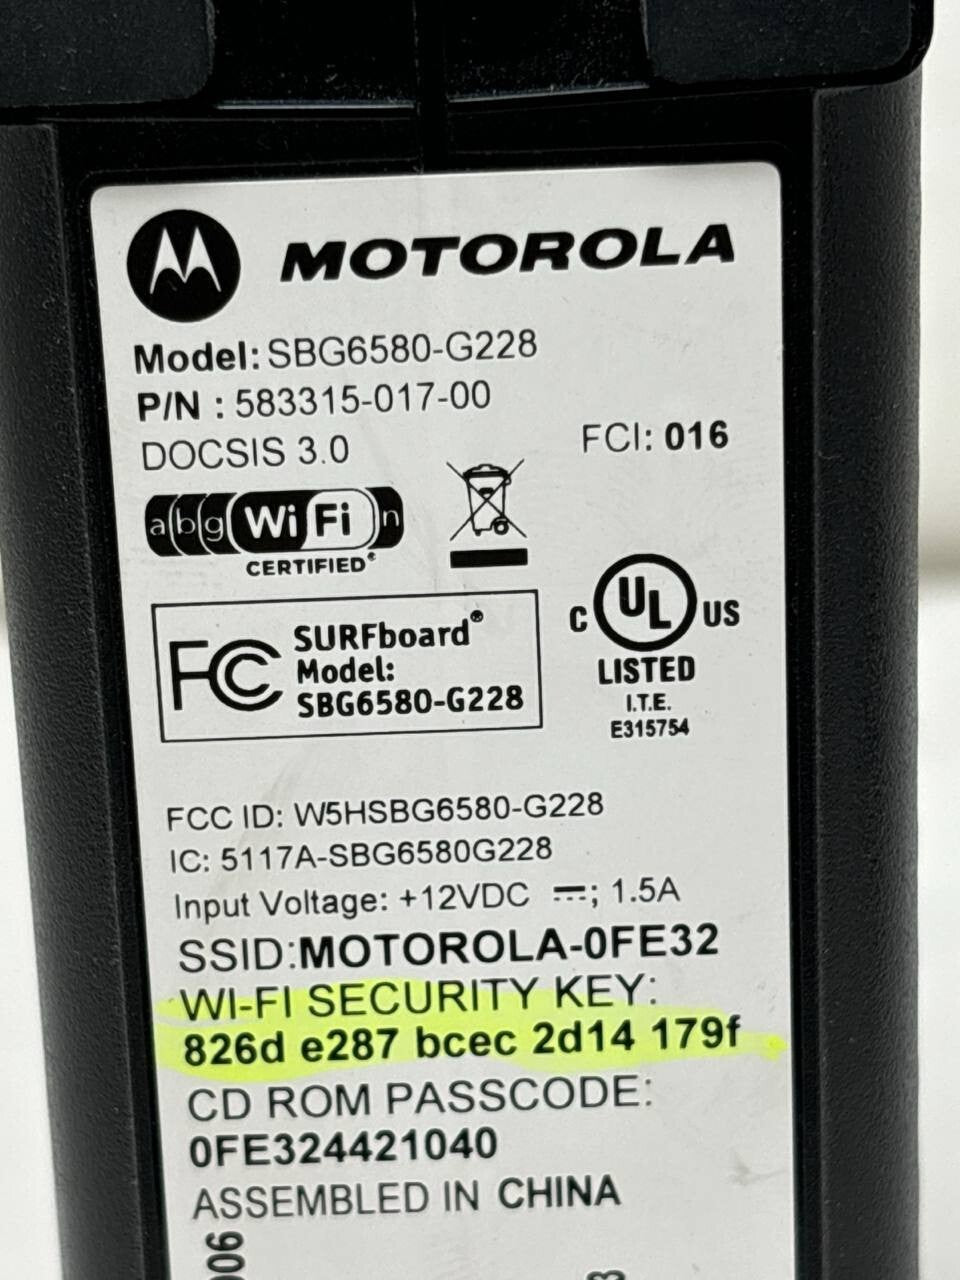 MOTOROLA
Model: SBG6580-G228
P/N : 583315-017-00
DOCSIS 3.0
FCI: 016
a b g Wi Fi n
CERTIFIED®
FC SURFboard®
Model:
SBG6580-G228
C UL US
LISTED
I.T.E.
E315754
FCC ID: W5HSBG6580-G228
IC: 5117A-SBG6580G228
Input Voltage: +12VDC ⎓; 1.5A
SSID:MOTOROLA-0FE32
WI-FI SECURITY KEY:
826d e287 bcec 2d14 179f
CD ROM PASSCODE:
0FE324421040
ASSEMBLED IN CHINA